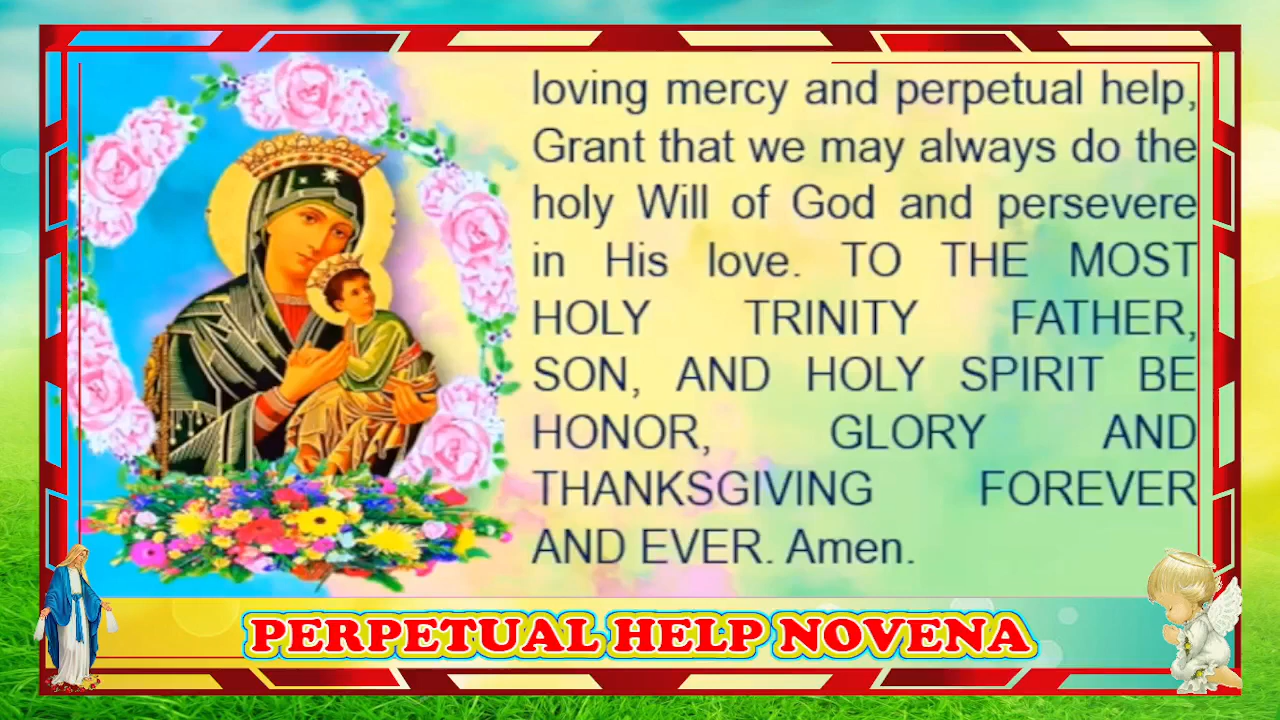 loving mercy and perpetual help,
Grant that we may always do the
holy Will of God and persevere
in His love. TO THE MOST
HOLY TRINITY FATHER,
SON, AND HOLY SPIRIT BE
HONOR, GLORY AND
THANKSGIVING FOREVER
AND EVER. Amen.
PERPETUAL HELP NOVENA